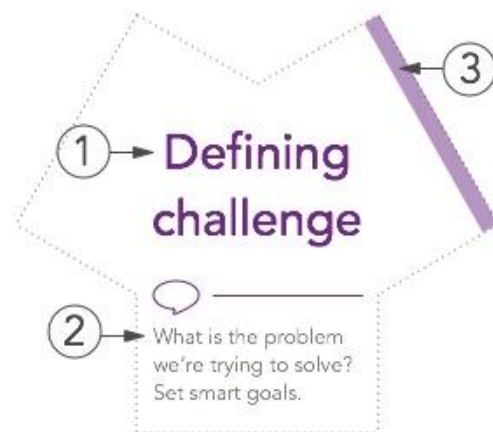 3
1
Defining
challenge
2
What is the problem
we're trying to solve?
Set smart goals.